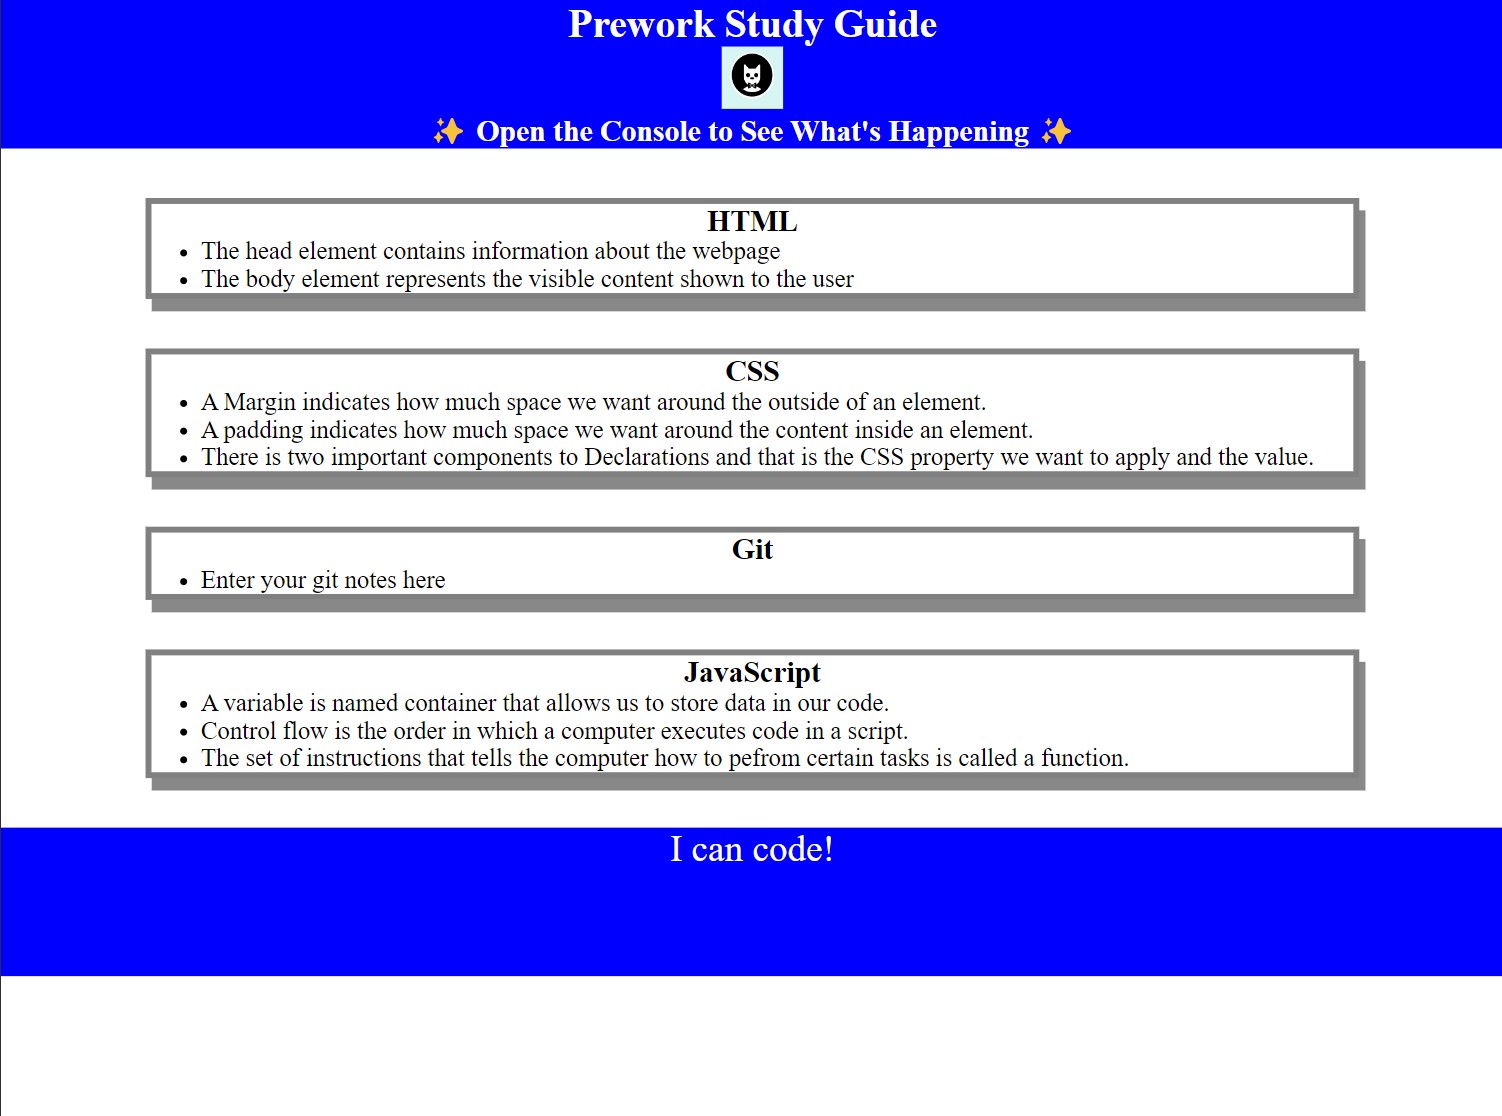 Prework Study Guide
✨ Open the Console to See What's Happening ✨
HTML
• The head element contains information about the webpage
• The body element represents the visible content shown to the user
CSS
• A Margin indicates how much space we want around the outside of an element.
• A padding indicates how much space we want around the content inside an element.
• There is two important components to Declarations and that is the CSS property we want to apply and the value.
Git
• Enter your git notes here
JavaScript
• A variable is named container that allows us to store data in our code.
• Control flow is the order in which a computer executes code in a script.
• The set of instructions that tells the computer how to pefrom certain tasks is called a function.
I can code!